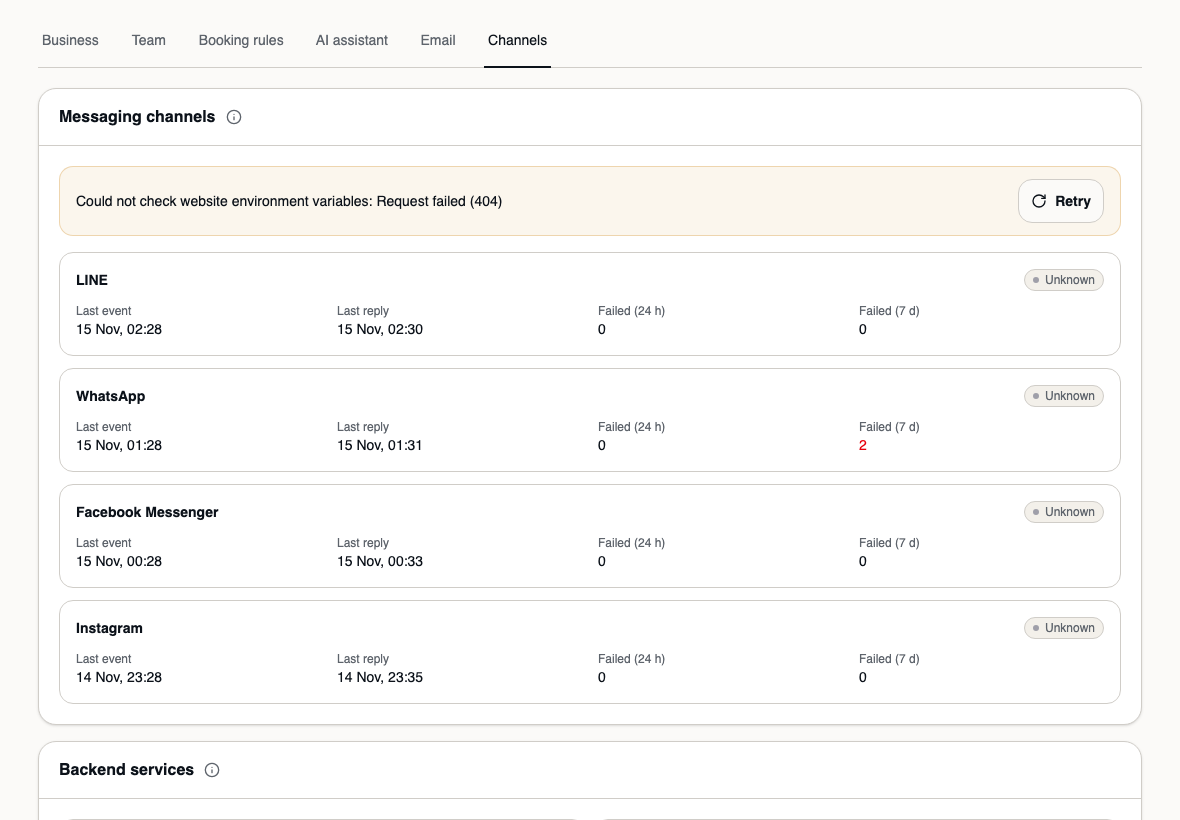 Business
Team
Booking rules
AI assistant
Email
Channels
Messaging channels
Could not check website environment variables: Request failed (404)
Retry
LINE
Unknown
Last event
Last reply
Failed (24 h)
Failed (7 d)
15 Nov, 02:28
15 Nov, 02:30
0
0
WhatsApp
Unknown
Last event
Last reply
Failed (24 h)
Failed (7 d)
15 Nov, 01:28
15 Nov, 01:31
0
2
Facebook Messenger
Unknown
Last event
Last reply
Failed (24 h)
Failed (7 d)
15 Nov, 00:28
15 Nov, 00:33
0
0
Instagram
Unknown
Last event
Last reply
Failed (24 h)
Failed (7 d)
14 Nov, 23:28
14 Nov, 23:35
0
0
Backend services